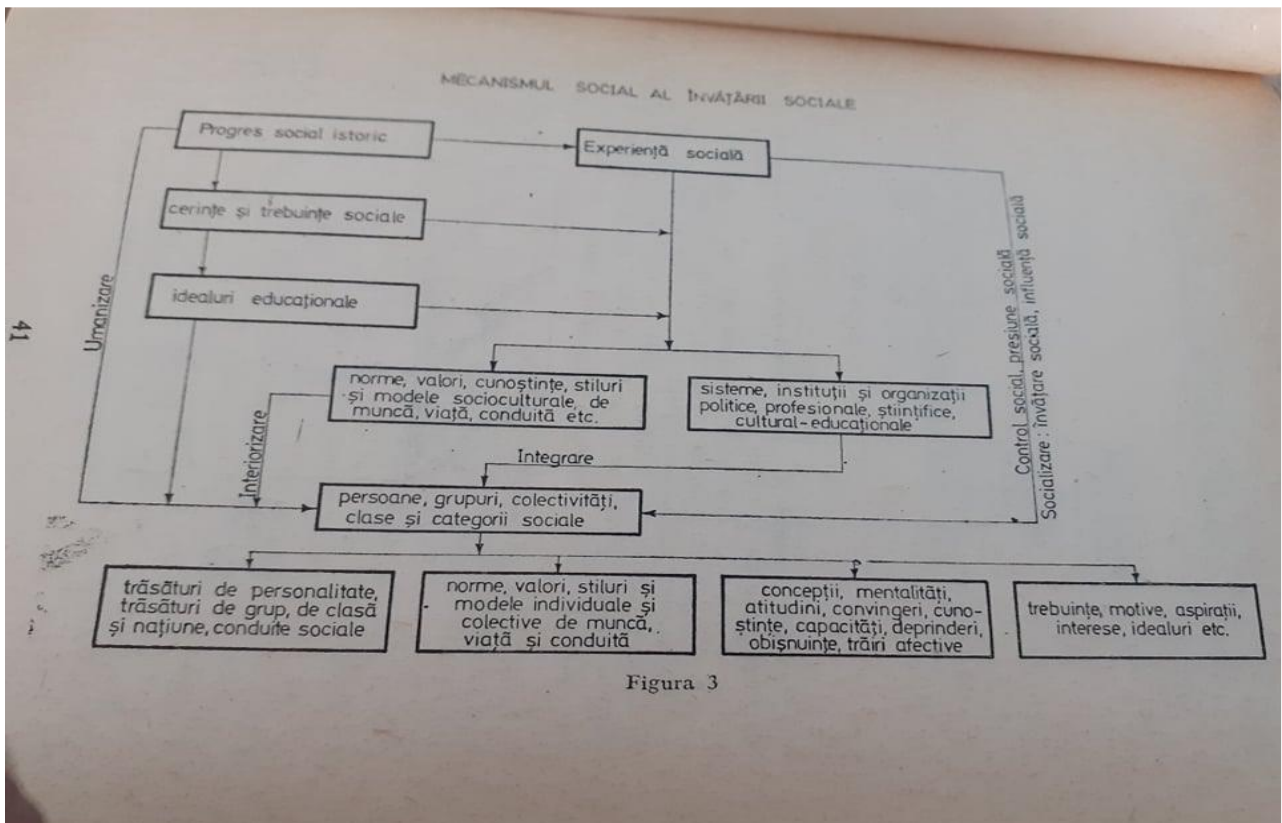 MECANISMUL SOCIAL AL ÎNVĂȚĂRII SOCIALE
Progres social istoric
Experiență socială
cerințe și trebuințe sociale
idealuri educaționale
Umanizare
41
Control social, presiune socială
Socializare : învățare socială, influență socială
norme, valori, cunoștințe, stiluri
și modele socioculturale, de
muncă, viață, conduită etc.
sisteme, instituții și organizații
politice, profesionale, științifice,
cultural-educaționale
Interiorizare
Integrare
persoane, grupuri, colectivități,
clase și categorii sociale
trăsături de personalitate,
trăsături de grup, de clasă
și națiune, conduite sociale
norme, valori, stiluri și
modele individuale și
colective de muncă,
viață și conduită
concepții, mentalități,
atitudini, convingeri, cuno-
ștințe, capacități, deprinderi,
obișnuințe, trăiri afective
trebuințe, motive, aspirații,
interese, idealuri etc.
Figura 3